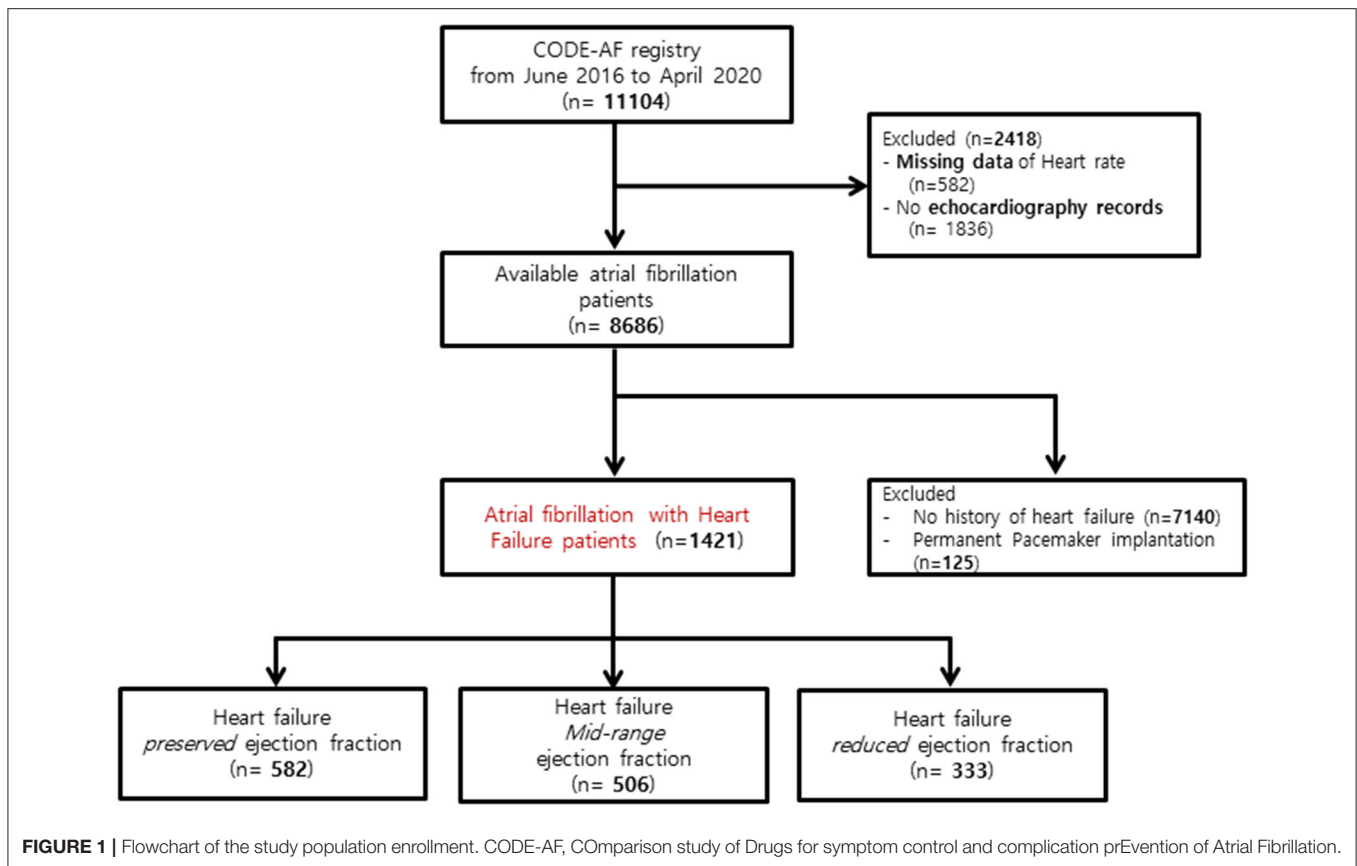 CODE-AF registry
from June 2016 to April 2020
(n= 11104)
Excluded (n=2418)
- Missing data of Heart rate
(n=582)
- No echocardiography records
(n= 1836)
Available atrial fibrillation
patients
(n= 8686)
Atrial fibrillation with Heart
Failure patients (n=1421)
Excluded
- No history of heart failure (n=7140)
- Permanent Pacemaker implantation
(n=125)
Heart failure
preserved ejection fraction
(n= 582)
Heart failure
Mid-range
ejection fraction
(n= 506)
Heart failure
reduced ejection fraction
(n= 333)
FIGURE 1 | Flowchart of the study population enrollment. CODE-AF, COmparison study of Drugs for symptom control and complication prEvention of Atrial Fibrillation.